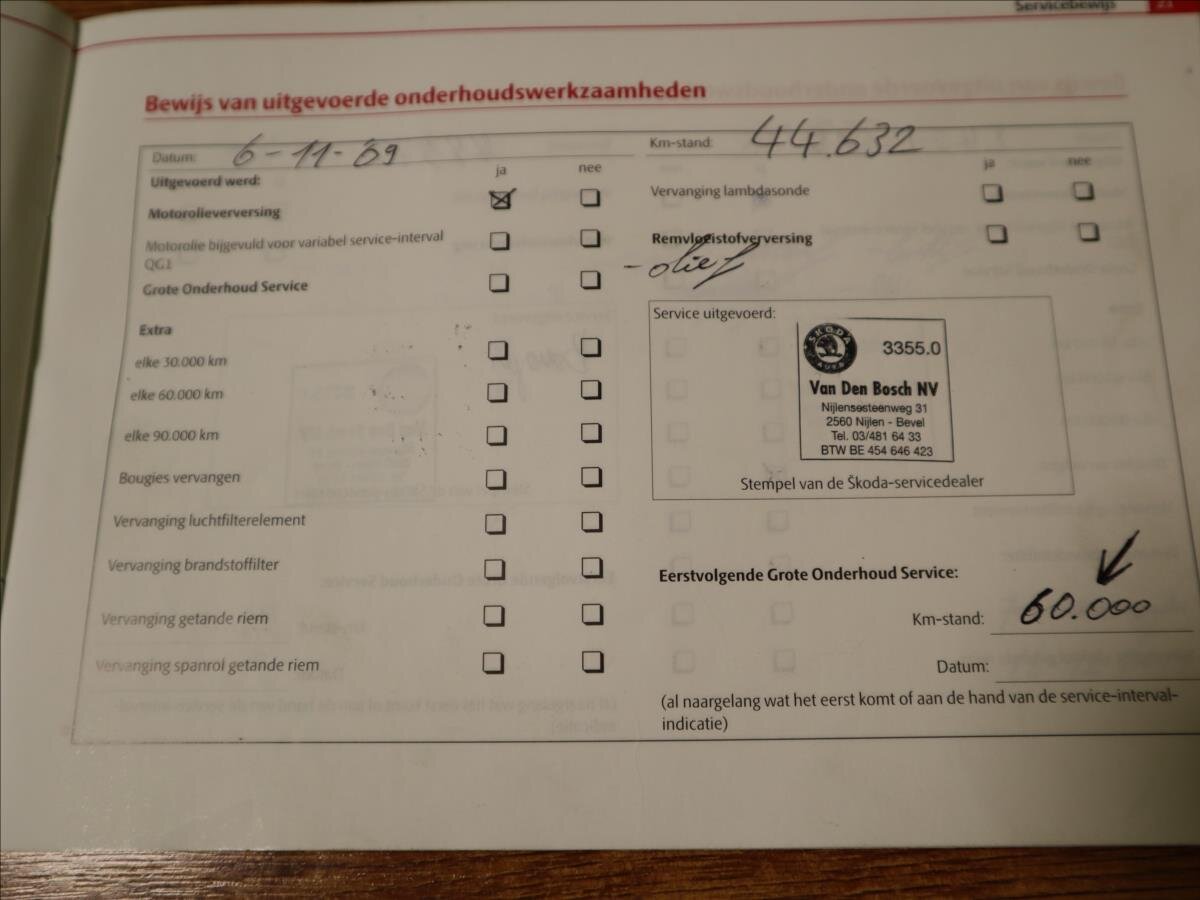 Servicebewijs 21
Bewijs van uitgevoerde onderhoudswerkzaamheden
Datum: 6-11-09
Km-stand: 44.632
Uitgevoerd werd: ja nee
Motorolieverversing
Motorolie bijgevuld voor variabel service-interval
QG1
Grote Onderhoud Service
Extra
elke 30.000 km
elke 60.000 km
elke 90.000 km
Bougies vervangen
Vervanging luchtfilterelement
Vervanging brandstoffilter
Vervanging getande riem
Vervanging spanrol getande riem
ja nee
Vervanging lambdasonde
Remvloeistofverversing
Service uitgevoerd:
SKODA
AUTO
3355.0
Van Den Bosch NV
Nijlensesteenweg 31
2560 Nijlen - Bevel
Tel. 03/481 64 33
BTW BE 454 646 423
Stempel van de Škoda-servicedealer
Eerstvolgende Grote Onderhoud Service:
Km-stand: 60.000
Datum:
(al naargelang wat het eerst komt of aan de hand van de service-interval-
indicatie)